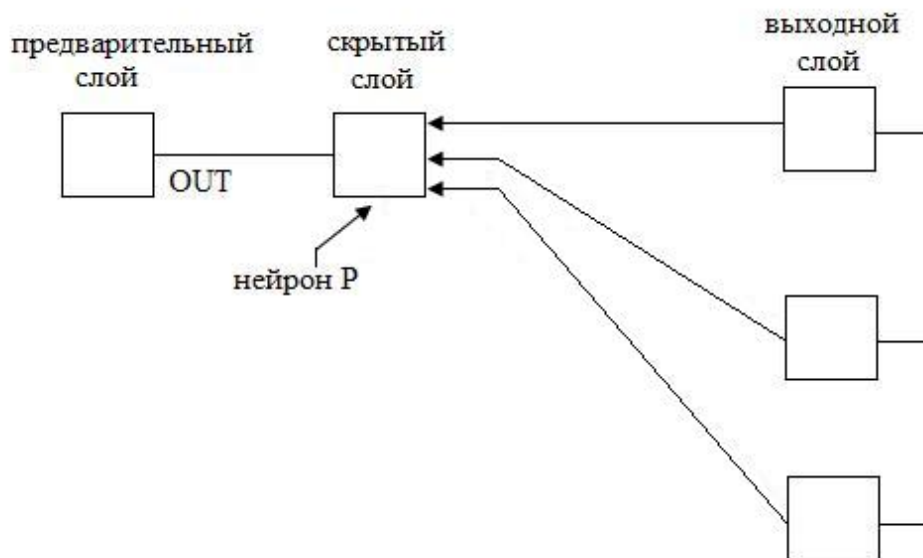 предварительный
слой
скрытый
слой
выходной
слой
OUT
нейрон P